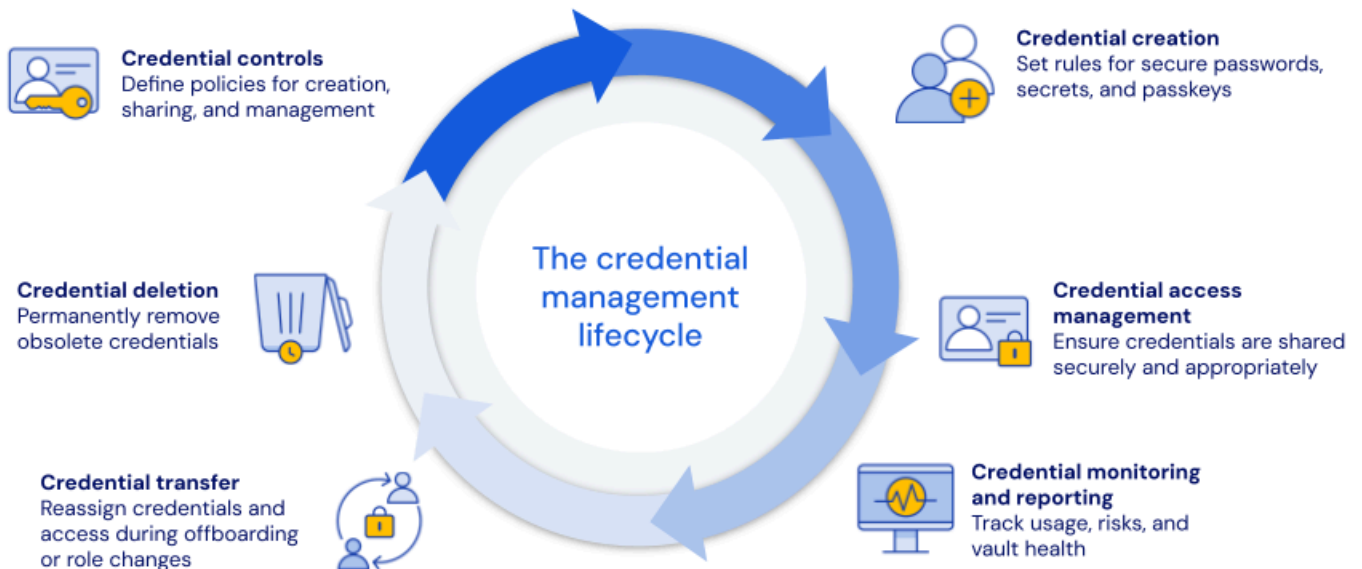 Credential controls
Define policies for creation,
sharing, and management
Credential creation
Set rules for secure passwords,
secrets, and passkeys
The credential
management
lifecycle
Credential deletion
Permanently remove
obsolete credentials
Credential access
management
Ensure credentials are shared
securely and appropriately
Credential transfer
Reassign credentials and
access during offboarding
or role changes
Credential monitoring
and reporting
Track usage, risks, and
vault health